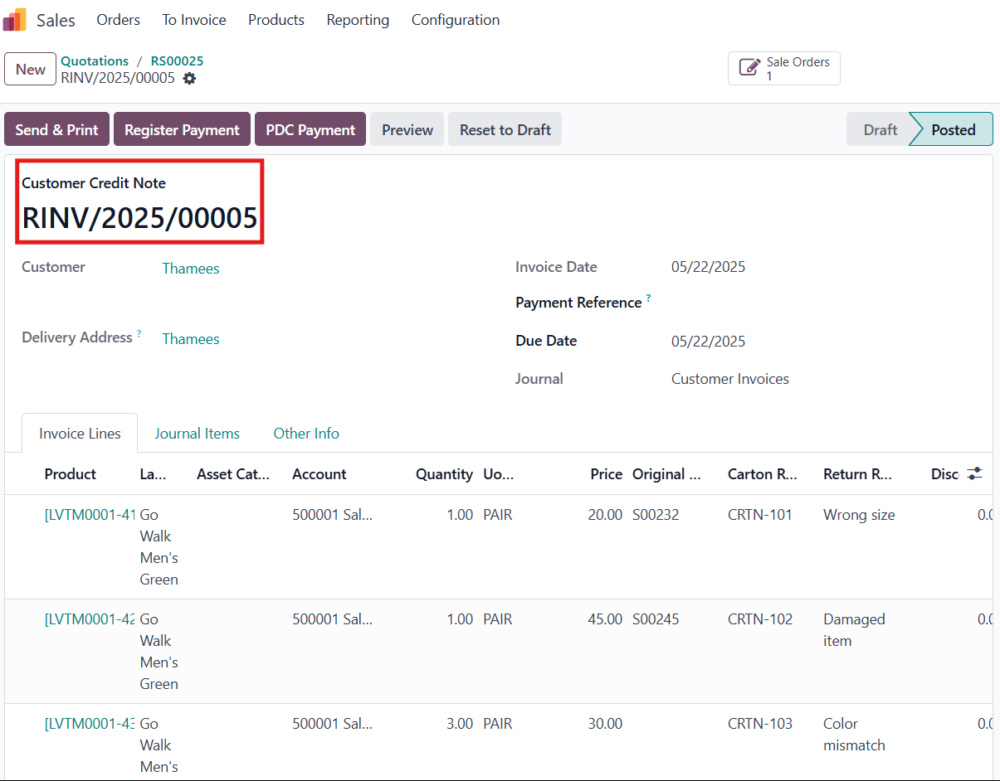 Sales Orders To Invoice Products Reporting Configuration
New Quotations / RS00025
RINV/2025/00005
Sale Orders
1
Send & Print Register Payment PDC Payment Preview Reset to Draft Draft Posted
Customer Credit Note
RINV/2025/00005
Customer Thamees Invoice Date 05/22/2025
Payment Reference ?
Delivery Address ? Thamees Due Date 05/22/2025
Journal Customer Invoices
Invoice Lines Journal Items Other Info
Product La... Asset Cat... Account Quantity Uo... Price Original ... Carton R... Return R... Disc
[LVTM0001-41 Go 500001 Sal... 1.00 PAIR 20.00 S00232 CRTN-101 Wrong size 0.0
Walk
Men's
Green
[LVTM0001-42 Go 500001 Sal... 1.00 PAIR 45.00 S00245 CRTN-102 Damaged 0.0
Walk item
Men's
Green
[LVTM0001-43 Go 500001 Sal... 3.00 PAIR 30.00 CRTN-103 Color 0.0
Walk mismatch
Men's